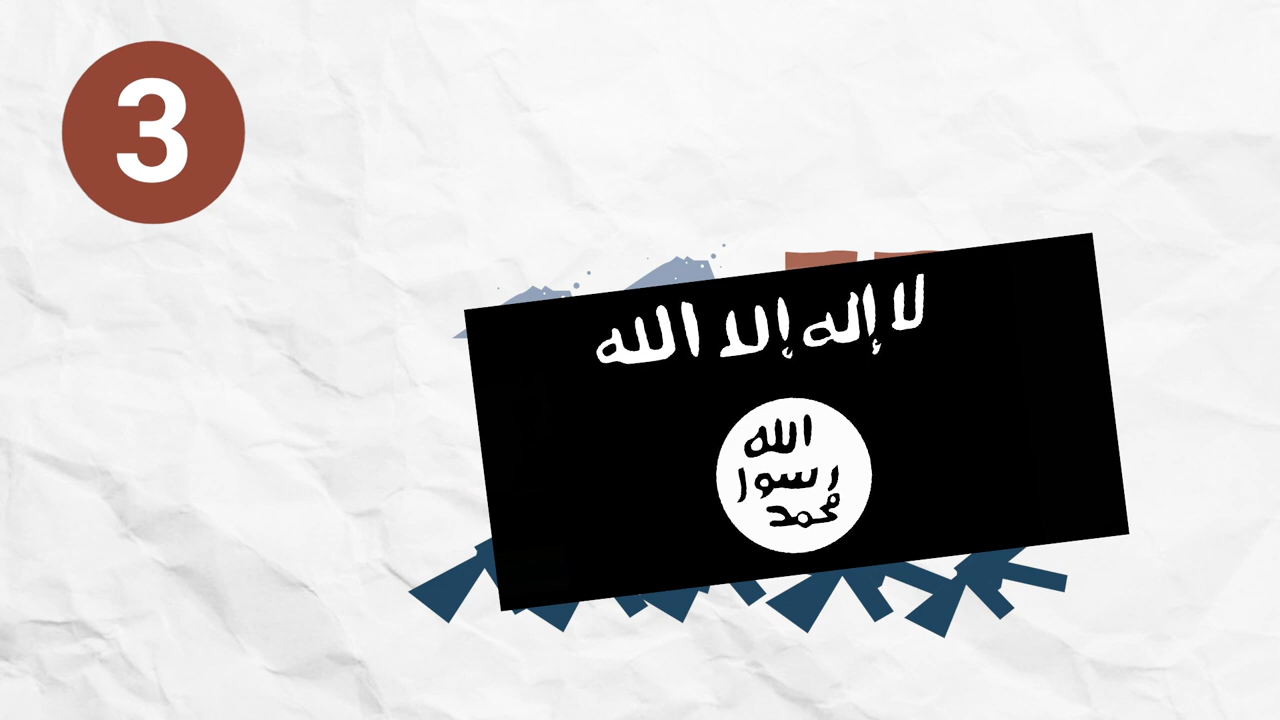 3
لا إله إلا الله
الله
رسول
محمد